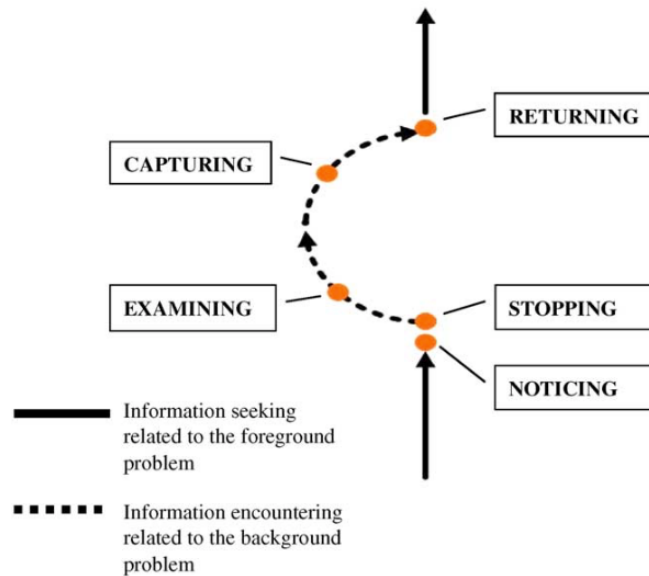 RETURNING
CAPTURING
EXAMINING
STOPPING
NOTICING
Information seeking
related to the foreground
problem
Information encountering
related to the background
problem